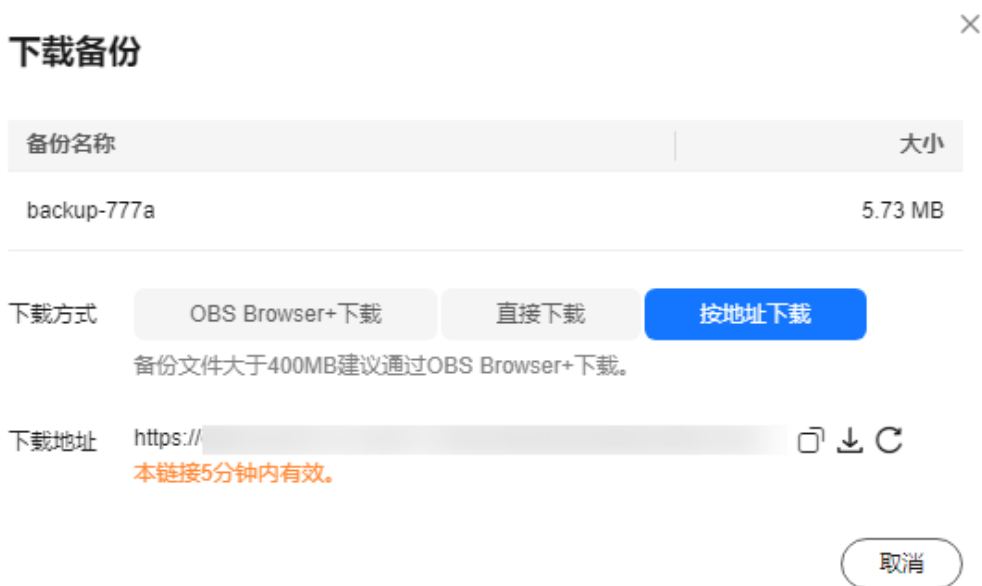 下载备份
备份名称 大小
backup-777a 5.73 MB
下载方式 OBS Browser+下载 直接下载 按地址下载
备份文件大于400MB建议通过OBS Browser+下载。
下载地址 https://
本链接5分钟内有效。
取消